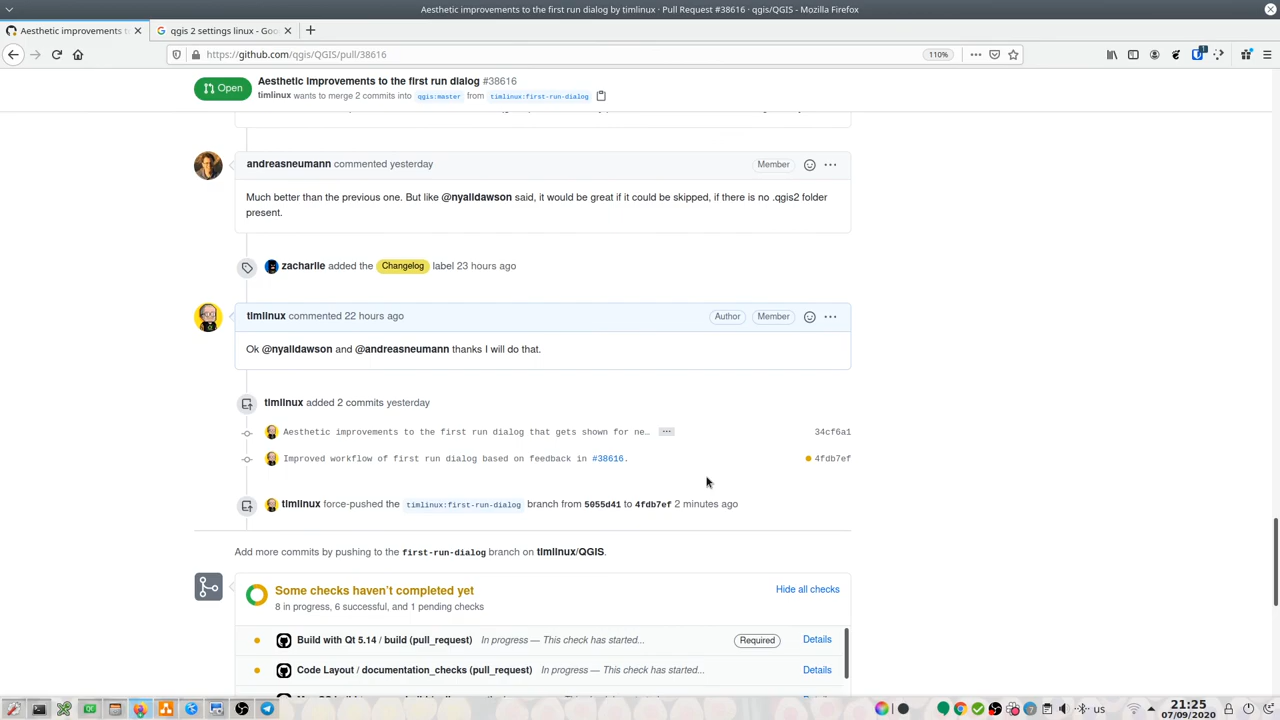 Aesthetic improvements to the first run dialog by timlinux · Pull Request #38616 · qgis/QGIS - Mozilla Firefox
Aesthetic improvements t
qgis 2 settings linux - Goo
https://github.com/qgis/QGIS/pull/38616
110%
Open
Aesthetic improvements to the first run dialog #38616
timlinux wants to merge 2 commits into qgis:master from timlinux:first-run-dialog
andreasneumann commented yesterday
Member
Much better than the previous one. But like @nyalldawson said, it would be great if it could be skipped, if there is no .qgis2 folder
present.
zacharlie added the Changelog label 23 hours ago
timlinux commented 22 hours ago
Author
Member
Ok @nyalldawson and @andreasneumann thanks I will do that.
timlinux added 2 commits yesterday
Aesthetic improvements to the first run dialog that gets shown for ne…
34cf6a1
Improved workflow of first run dialog based on feedback in #38616.
4fdb7ef
timlinux force-pushed the timlinux:first-run-dialog branch from 5055d41 to 4fdb7ef 2 minutes ago
Add more commits by pushing to the first-run-dialog branch on timlinux/QGIS.
Some checks haven't completed yet
Hide all checks
8 in progress, 6 successful, and 1 pending checks
Build with Qt 5.14 / build (pull_request) In progress — This check has started...
Required
Details
Code Layout / documentation_checks (pull_request) In progress — This check has started...
Details
us
21:25
07/09/2020